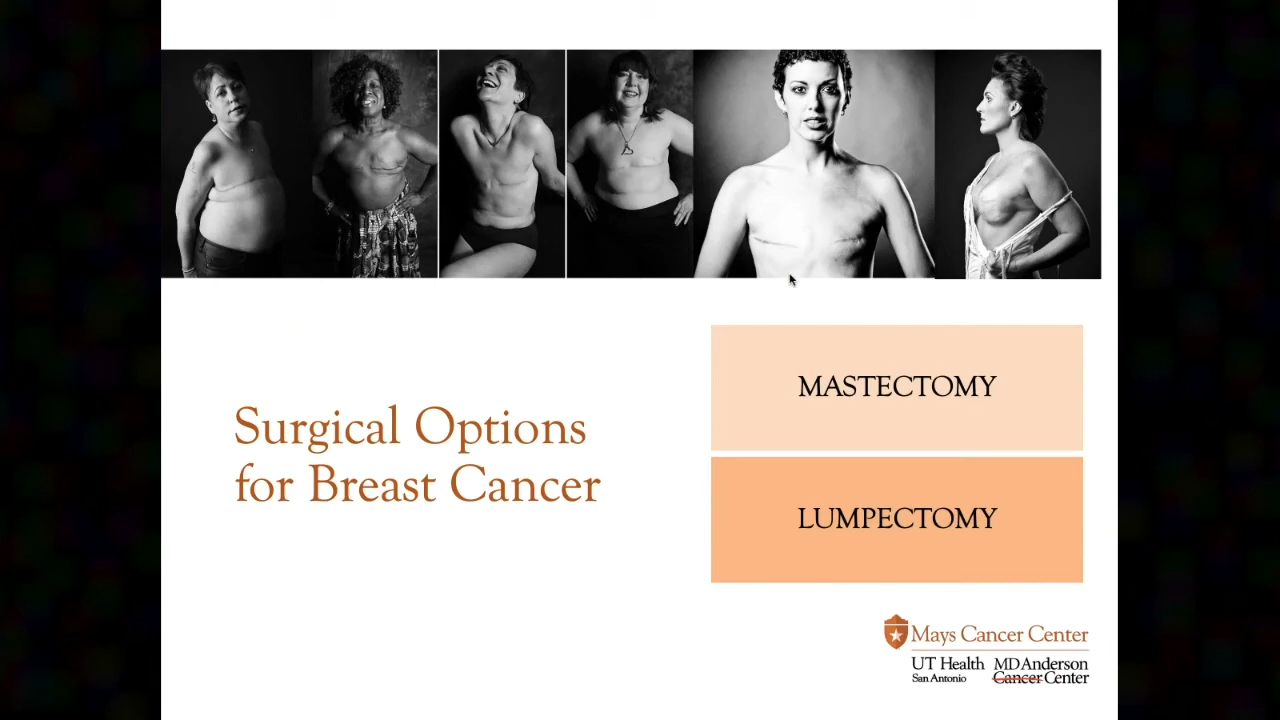 MASTECTOMY
Surgical Options
for Breast Cancer
LUMPECTOMY
Mays Cancer Center
UT Health
San Antonio
MD Anderson
Cancer Center